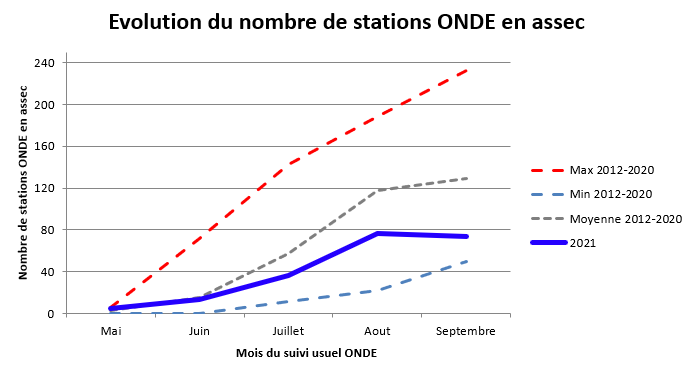 Evolution du nombre de stations ONDE en assec
Nombre de stations ONDE en assec
240
200
160
120
80
40
0
Mai Juin Juillet Aout Septembre
Mois du suivi usuel ONDE
Max 2012-2020
Min 2012-2020
Moyenne 2012-2020
2021